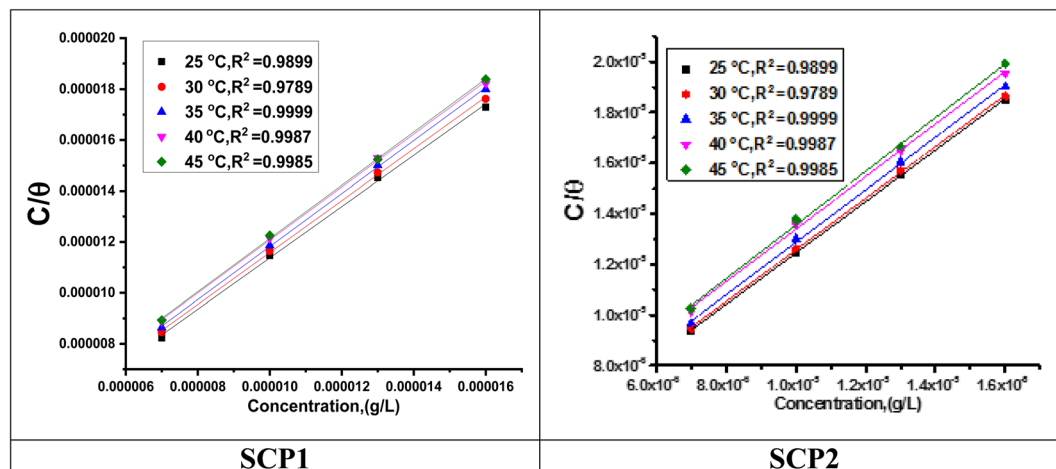 0.000020
0.000018
0.000016
0.000014
0.000012
0.000010
0.000008
C/θ
25 °C,R²=0.9899
30 °C,R²=0.9789
35 °C,R²=0.9999
40 °C,R²=0.9987
45 °C,R²=0.9985
0.000006 0.000008 0.000010 0.000012 0.000014 0.000016
Concentration,(g/L)
SCP1
2.0x10⁻⁵
1.8x10⁻⁵
1.6x10⁻⁵
1.4x10⁻⁵
1.2x10⁻⁵
1.0x10⁻⁵
8.0x10⁻⁶
C/θ
25 °C,R²=0.9899
30 °C,R²=0.9789
35 °C,R²=0.9999
40 °C,R²=0.9987
45 °C,R²=0.9985
6.0x10⁻⁶ 8.0x10⁻⁶ 1.0x10⁻⁵ 1.2x10⁻⁵ 1.4x10⁻⁵ 1.6x10⁻⁵
Concentration,(g/L)
SCP2